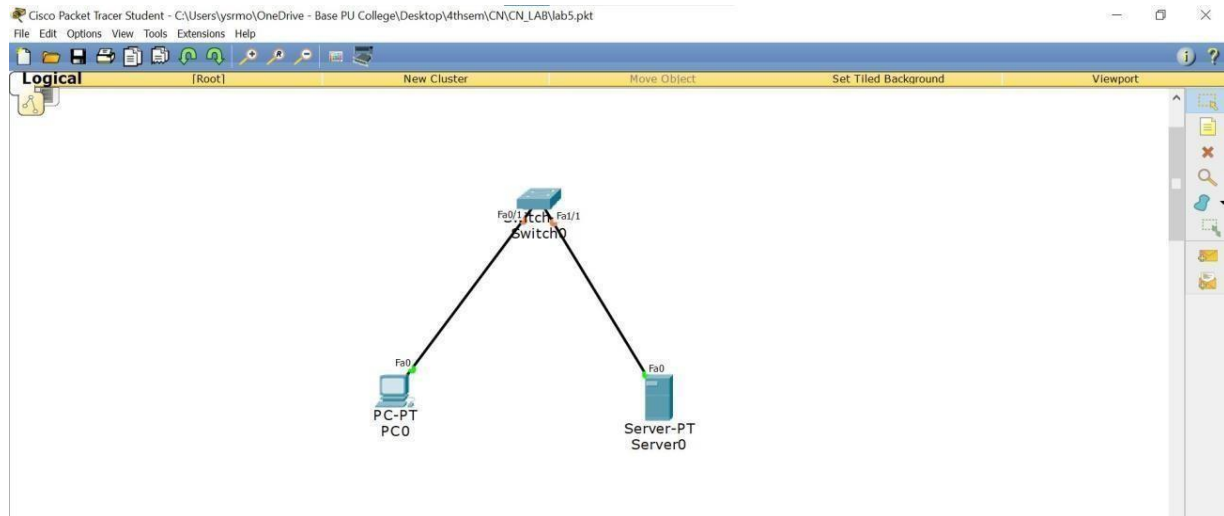 Cisco Packet Tracer Student - C:\Users\ysrmo\OneDrive - Base PU College\Desktop\4thsem\CN\CN_LAB\lab5.pkt
File Edit Options View Tools Extensions Help
Logical [Root] New Cluster Move Object Set Tiled Background Viewport
Fa0/1 Fa1/1
Switch0
Fa0 Fa0
PC-PT
PC0
Server-PT
Server0